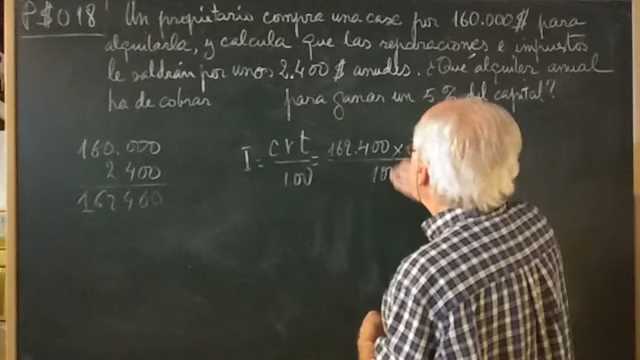 P$018 Un propietario compra una casa por 160.000$ para
alquilarla, y calcula que las reparaciones e impuestos
le saldrán por unos 2.400 $ anuales. ¿Qué alquiler anual
ha de cobrar para ganar un 5% del capital?
160.000
2 400
162400
I = crt/100 = 162.400 x /100